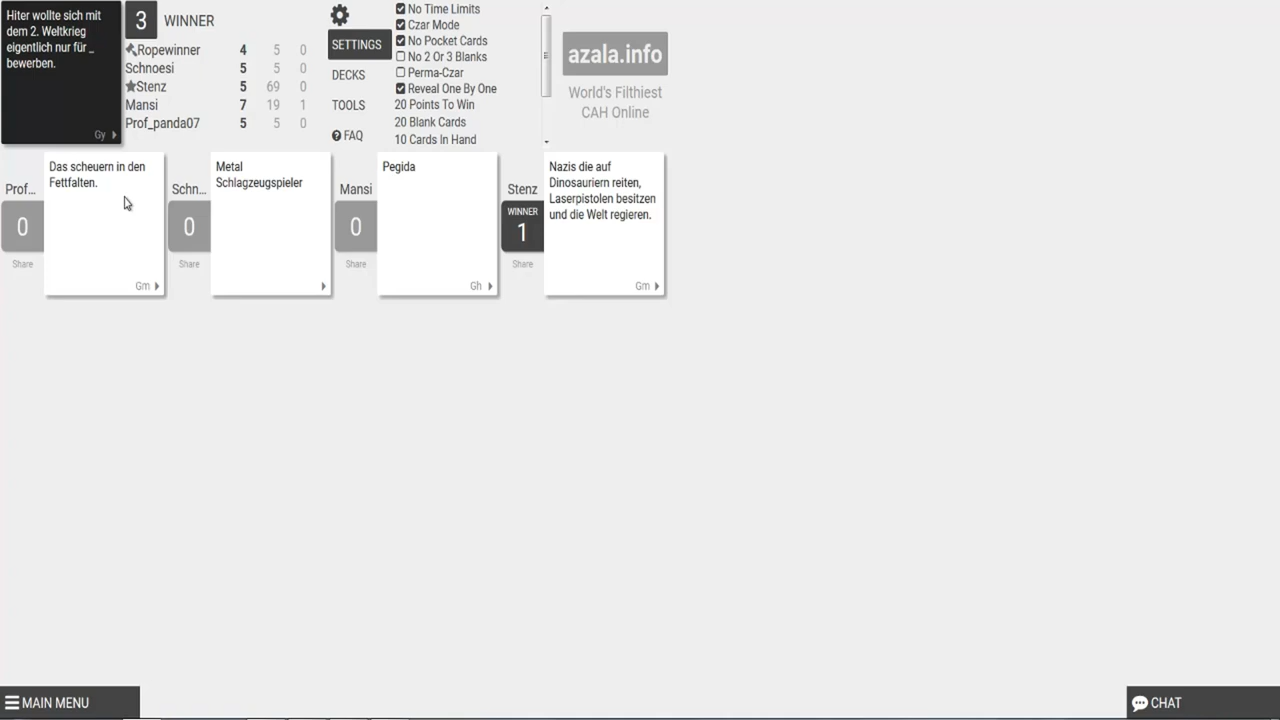 Hiter wollte sich mit
dem 2. Weltkrieg
eigentlich nur für _
bewerben.
Gy
3 WINNER
Ropewinner 4 5 0
Schnoesi 5 5 0
Stenz 5 69 0
Mansi 7 19 1
Prof_panda07 5 5 0
SETTINGS
DECKS
TOOLS
FAQ
No Time Limits
Czar Mode
No Pocket Cards
No 2 Or 3 Blanks
Perma-Czar
Reveal One By One
20 Points To Win
20 Blank Cards
10 Cards In Hand
azala.info
World's Filthiest
CAH Online
Prof...
0
Share
Das scheuern in den
Fettfalten.
Gm
Schn...
0
Share
Metal
Schlagzeugspieler
Mansi
0
Share
Pegida
Gh
Stenz
WINNER
1
Share
Nazis die auf
Dinosauriern reiten,
Laserpistolen besitzen
und die Welt regieren.
Gm
MAIN MENU
CHAT